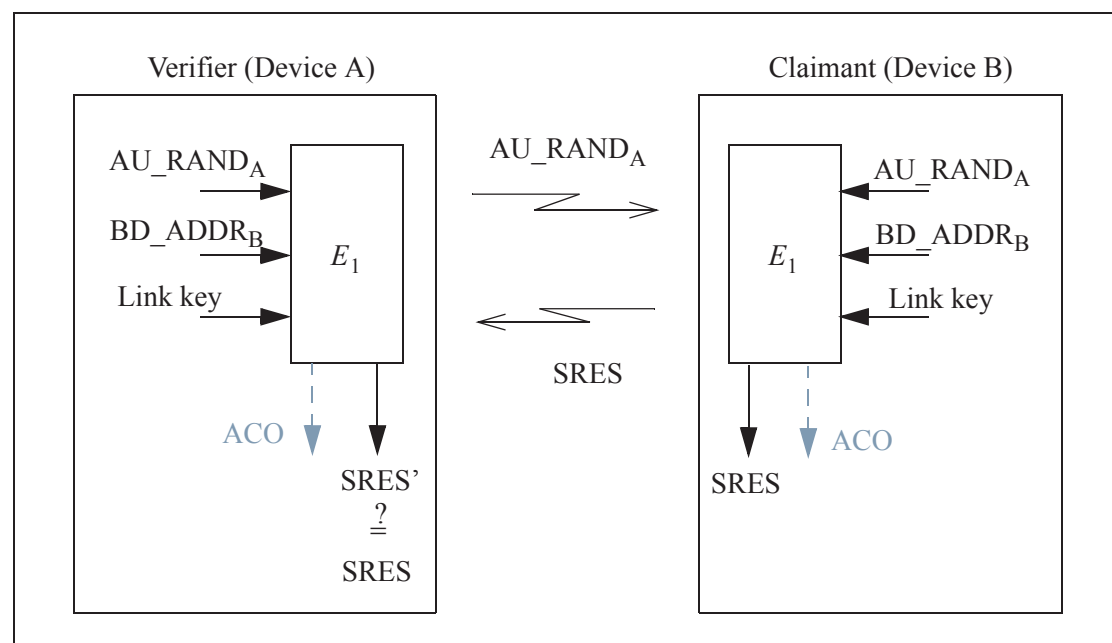 Verifier (Device A)
Claimant (Device B)
AU_RANDA
BD_ADDRB
Link key
E1
ACO
SRES’
?
=
SRES
AU_RANDA
SRES
E1
AU_RANDA
BD_ADDRB
Link key
SRES
ACO